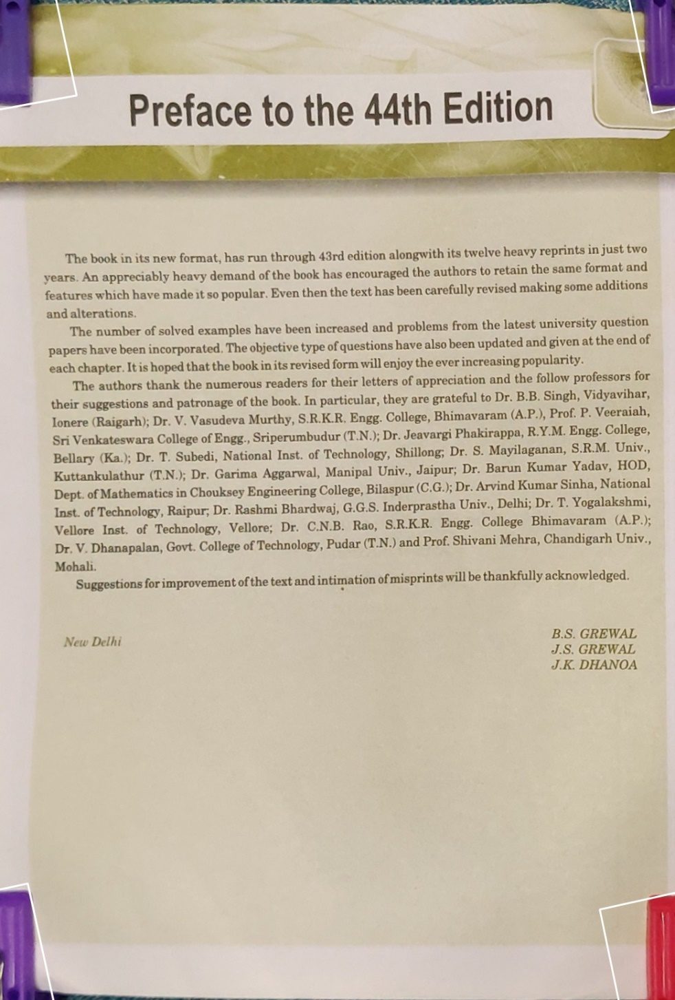 Preface to the 44th Edition
The book in its new format, has run through 43rd edition alongwith its twelve heavy reprints in just two
years. An appreciably heavy demand of the book has encouraged the authors to retain the same format and
features which have made it so popular. Even then the text has been carefully revised making some additions
and alterations.
The number of solved examples have been increased and problems from the latest university question
papers have been incorporated. The objective type of questions have also been updated and given at the end of
each chapter. It is hoped that the book in its revised form will enjoy the ever increasing popularity.
The authors thank the numerous readers for their letters of appreciation and the follow professors for
their suggestions and patronage of the book. In particular, they are grateful to Dr. B.B. Singh, Vidyavihar,
Ionere (Raigarh); Dr. V. Vasudeva Murthy, S.R.K.R. Engg. College, Bhimavaram (A.P.), Prof. P. Veeraiah,
Sri Venkateswara College of Engg., Sriperumbudur (T.N.); Dr. Jeavargi Phakirappa, R.Y.M. Engg. College,
Bellary (Ka.); Dr. T. Subedi, National Inst. of Technology, Shillong; Dr. S. Mayilaganan, S.R.M. Univ.,
Kuttankulathur (T.N.); Dr. Garima Aggarwal, Manipal Univ., Jaipur; Dr. Barun Kumar Yadav, HOD,
Dept. of Mathematics in Chouksey Engineering College, Bilaspur (C.G.); Dr. Arvind Kumar Sinha, National
Inst. of Technology, Raipur; Dr. Rashmi Bhardwaj, G.G.S. Inderprastha Univ., Delhi; Dr. T. Yogalakshmi,
Vellore Inst. of Technology, Vellore; Dr. C.N.B. Rao, S.R.K.R. Engg. College Bhimavaram (A.P.);
Dr. V. Dhanapalan, Govt. College of Technology, Pudar (T.N.) and Prof. Shivani Mehra, Chandigarh Univ.,
Mohali.
Suggestions for improvement of the text and intimation of misprints will be thankfully acknowledged.
New Delhi
B.S. GREWAL
J.S. GREWAL
J.K. DHANOA